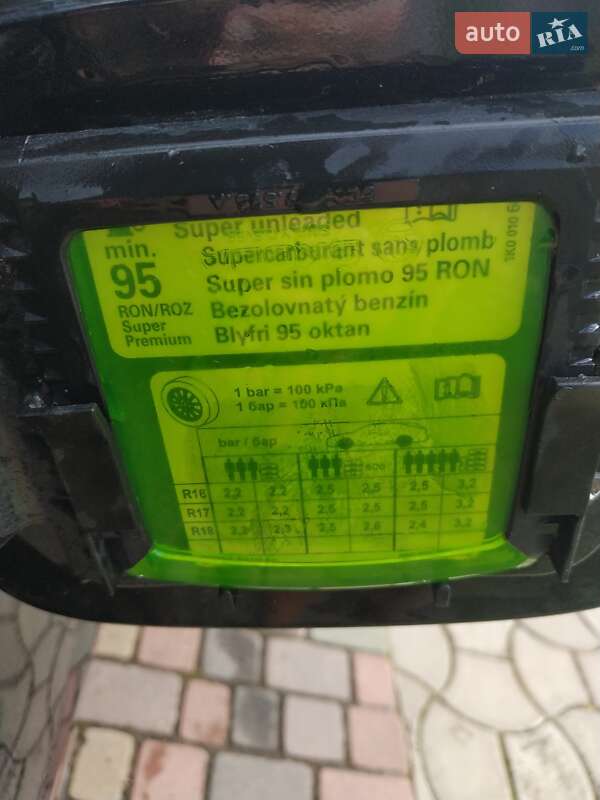 auto RIA .com
Super unleaded
min. Supercarburant sans plomb
95 Super sin plomo 95 RON
RON/ROZ Bezolovnatý benzín
Super Blyfri 95 oktan
Premium
1K0 010
1 bar = 100 kPa
1 бар = 100 кПа
bar / бар
R16 2,2 2,2 2,5 2,5 2,5 3,2
R17 2,2 2,2 2,5 2,5 2,5 3,2
R18 2,3 2,3 2,5 2,6 2,4 3,2